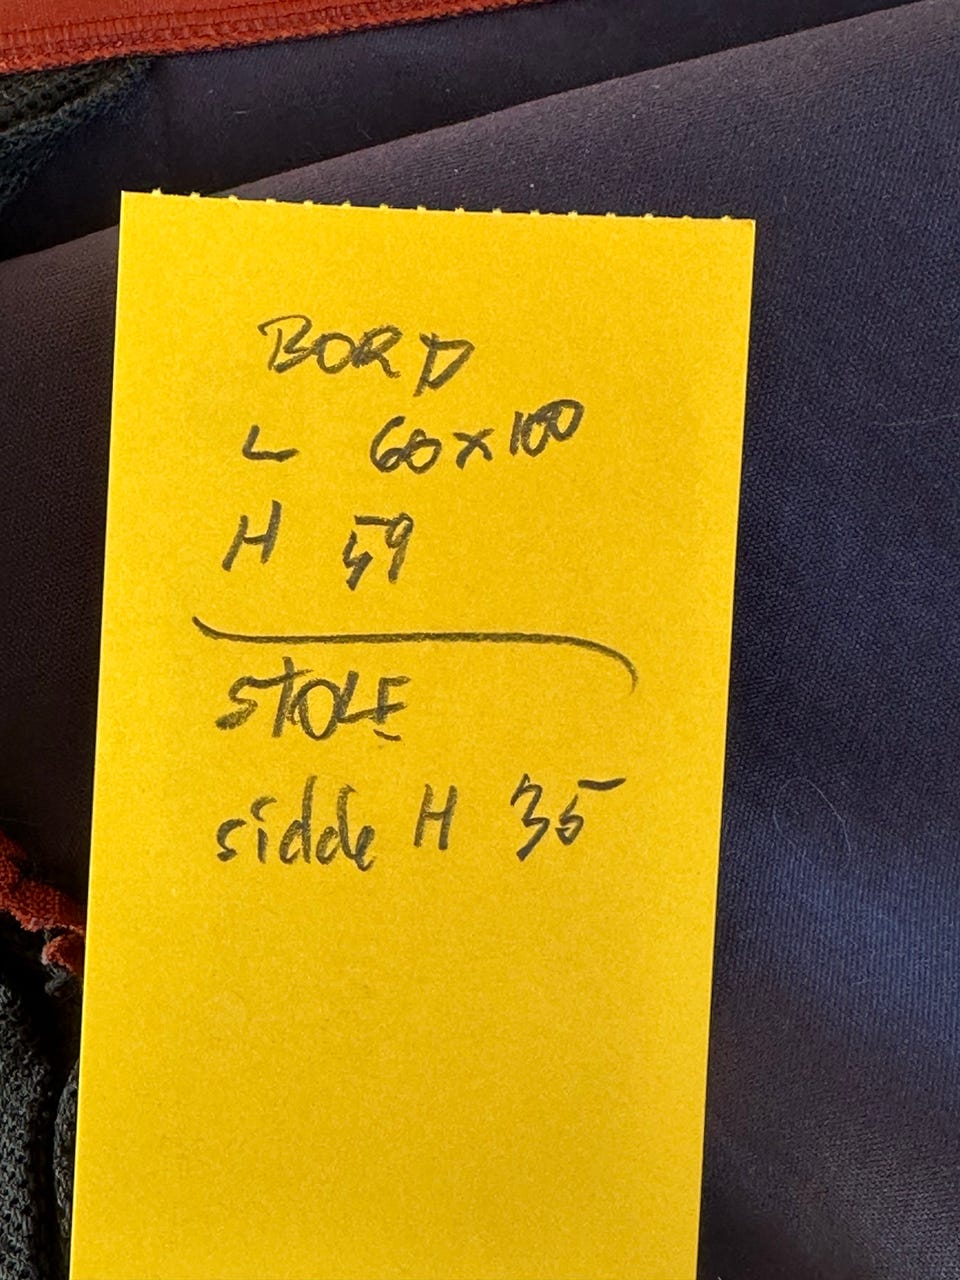 BORD
L 60x100
H 59
STOLE
sidde H 35